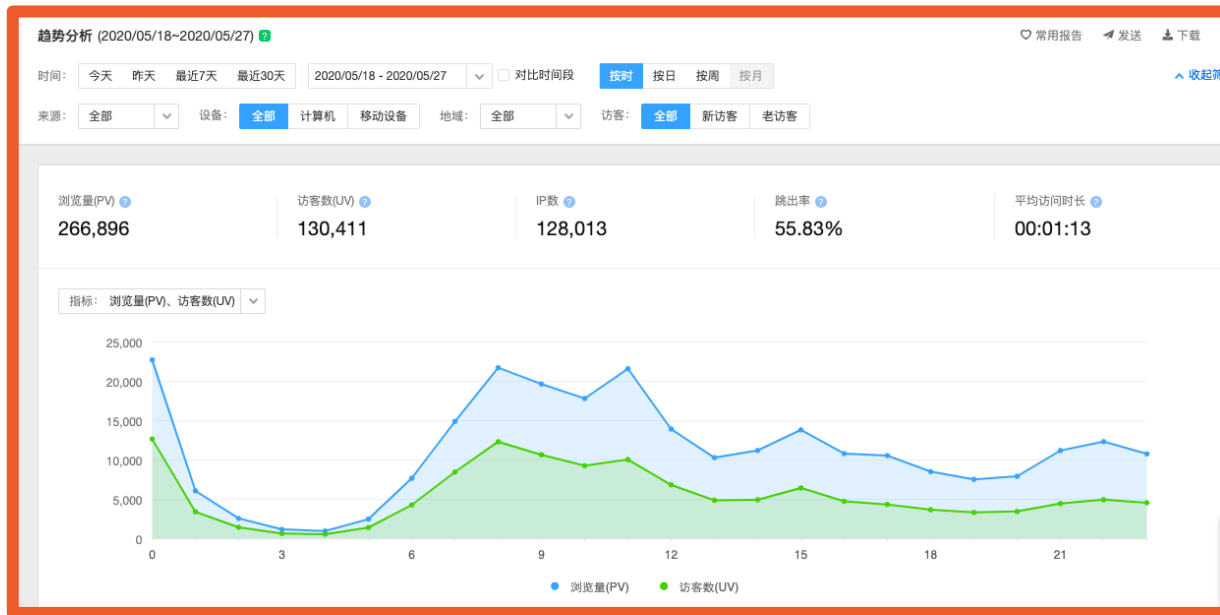 趋势分析 (2020/05/18~2020/05/27) ?
常用报告 发送 下载
时间: 今天 昨天 最近7天 最近30天 2020/05/18 - 2020/05/27 对比时间段 按时 按日 按周 按月
收起筛
来源: 全部 设备: 全部 计算机 移动设备 地域: 全部 访客: 全部 新访客 老访客
浏览量(PV) ? 访客数(UV) ? IP数 ? 跳出率 ? 平均访问时长 ?
266,896 130,411 128,013 55.83% 00:01:13
指标: 浏览量(PV)、访客数(UV)
25,000
20,000
15,000
10,000
5,000
0
0 3 6 9 12 15 18 21
浏览量(PV) 访客数(UV)